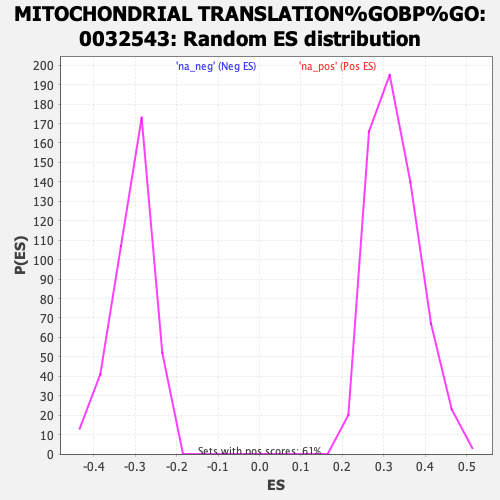 MITOCHONDRIAL TRANSLATION%GOBP%GO:
0032543: Random ES distribution
'na_neg' (Neg ES)
'na_pos' (Pos ES)
200
190
180
170
160
150
140
130
120
110
100
90
80
70
60
50
40
30
20
10
0
P(ES)
Sets with pos scores: 61%
-0.4 -0.3 -0.2 -0.1 0.0 0.1 0.2 0.3 0.4 0.5
ES